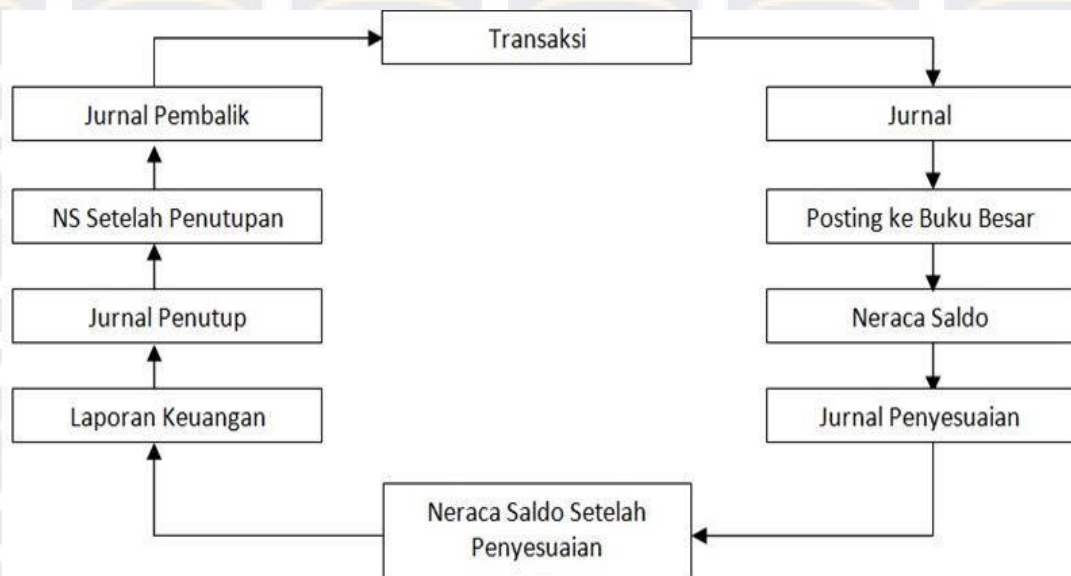 Transaksi
Jurnal Pembalik
Jurnal
NS Setelah Penutupan
Posting ke Buku Besar
Jurnal Penutup
Neraca Saldo
Laporan Keuangan
Jurnal Penyesuaian
Neraca Saldo Setelah
Penyesuaian